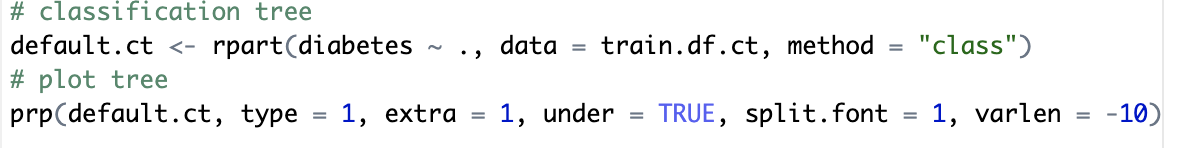 # classification tree
default.ct <- rpart(diabetes ~ ., data = train.df.ct, method = "class")
# plot tree
prp(default.ct, type = 1, extra = 1, under = TRUE, split.font = 1, varlen = -10)